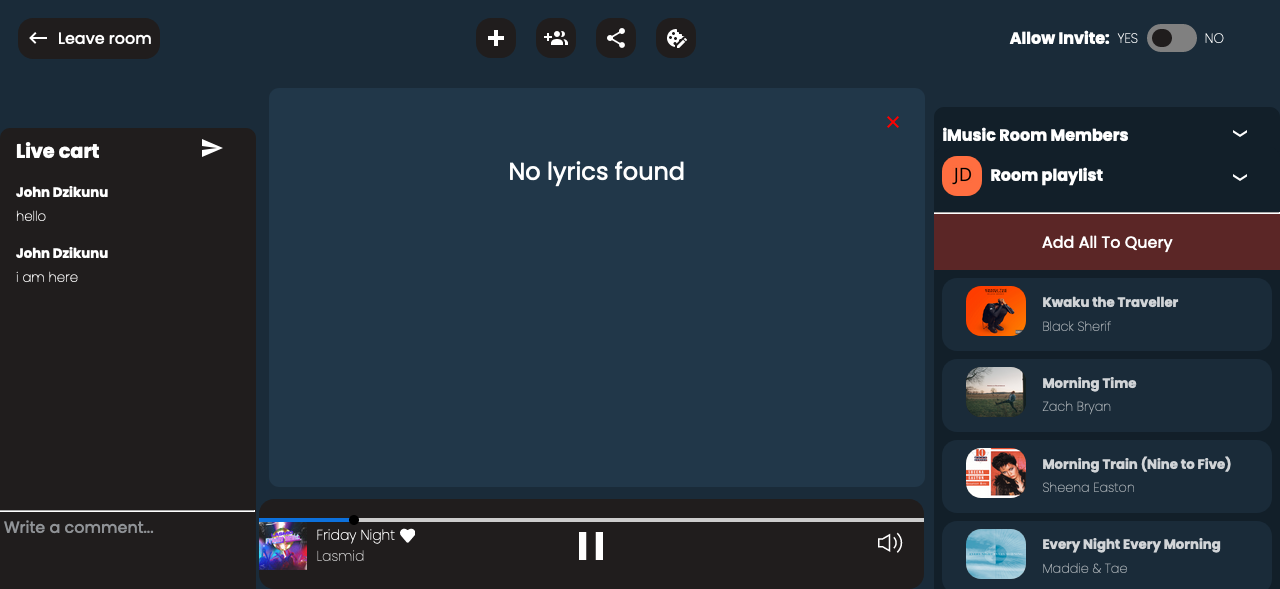 Leave room
Allow Invite: YES NO
Live cart
John Dzikunu
hello
John Dzikunu
i am here
Write a comment...
No lyrics found
Friday Night
Lasmid
iMusic Room Members
JD Room playlist
Add All To Query
Kwaku the Traveller
Black Sherif
Morning Time
Zach Bryan
Morning Train (Nine to Five)
Sheena Easton
Every Night Every Morning
Maddie & Tae